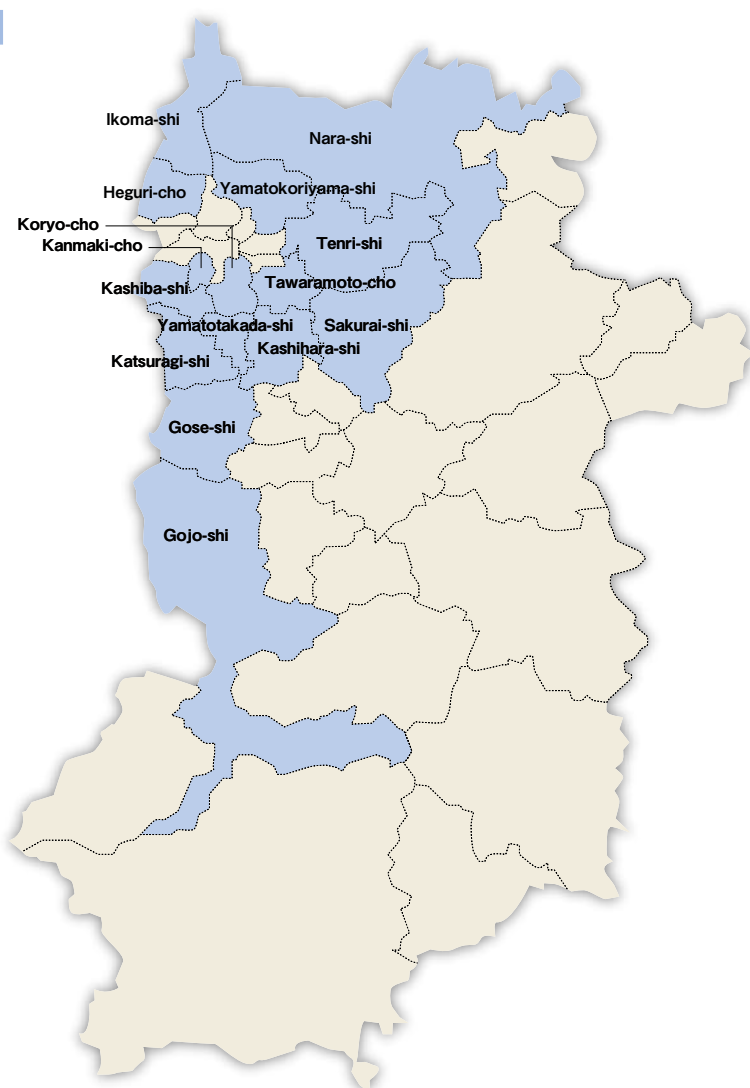 Ikoma-shi
Nara-shi
Heguri-cho
Yamatokoriyama-shi
Koryo-cho
Kanmaki-cho
Tenri-shi
Kashiba-shi
Tawaramoto-cho
Yamatotakada-shi
Sakurai-shi
Katsuragi-shi
Kashihara-shi
Gose-shi
Gojo-shi